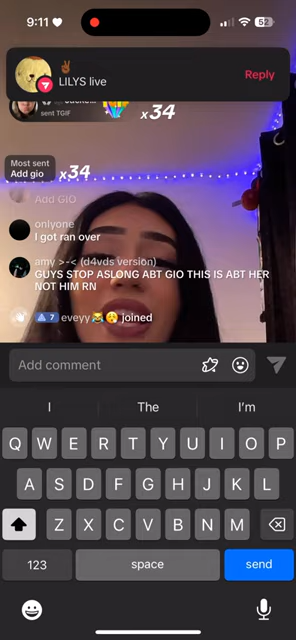 9:11
52
LILYS live
Reply
sent TGIF
x34
Most sent
Add gio
x34
Add GIO
onlyone
I got ran over
amy >-< (d4vds version)
GUYS STOP ASLONG ABT GIO THIS IS ABT HER
NOT HIM RN
7 eveyy😂😯 joined
Add comment
I The I'm
Q W E R T Y U I O P
A S D F G H J K L
Z X C V B N M
123 space send